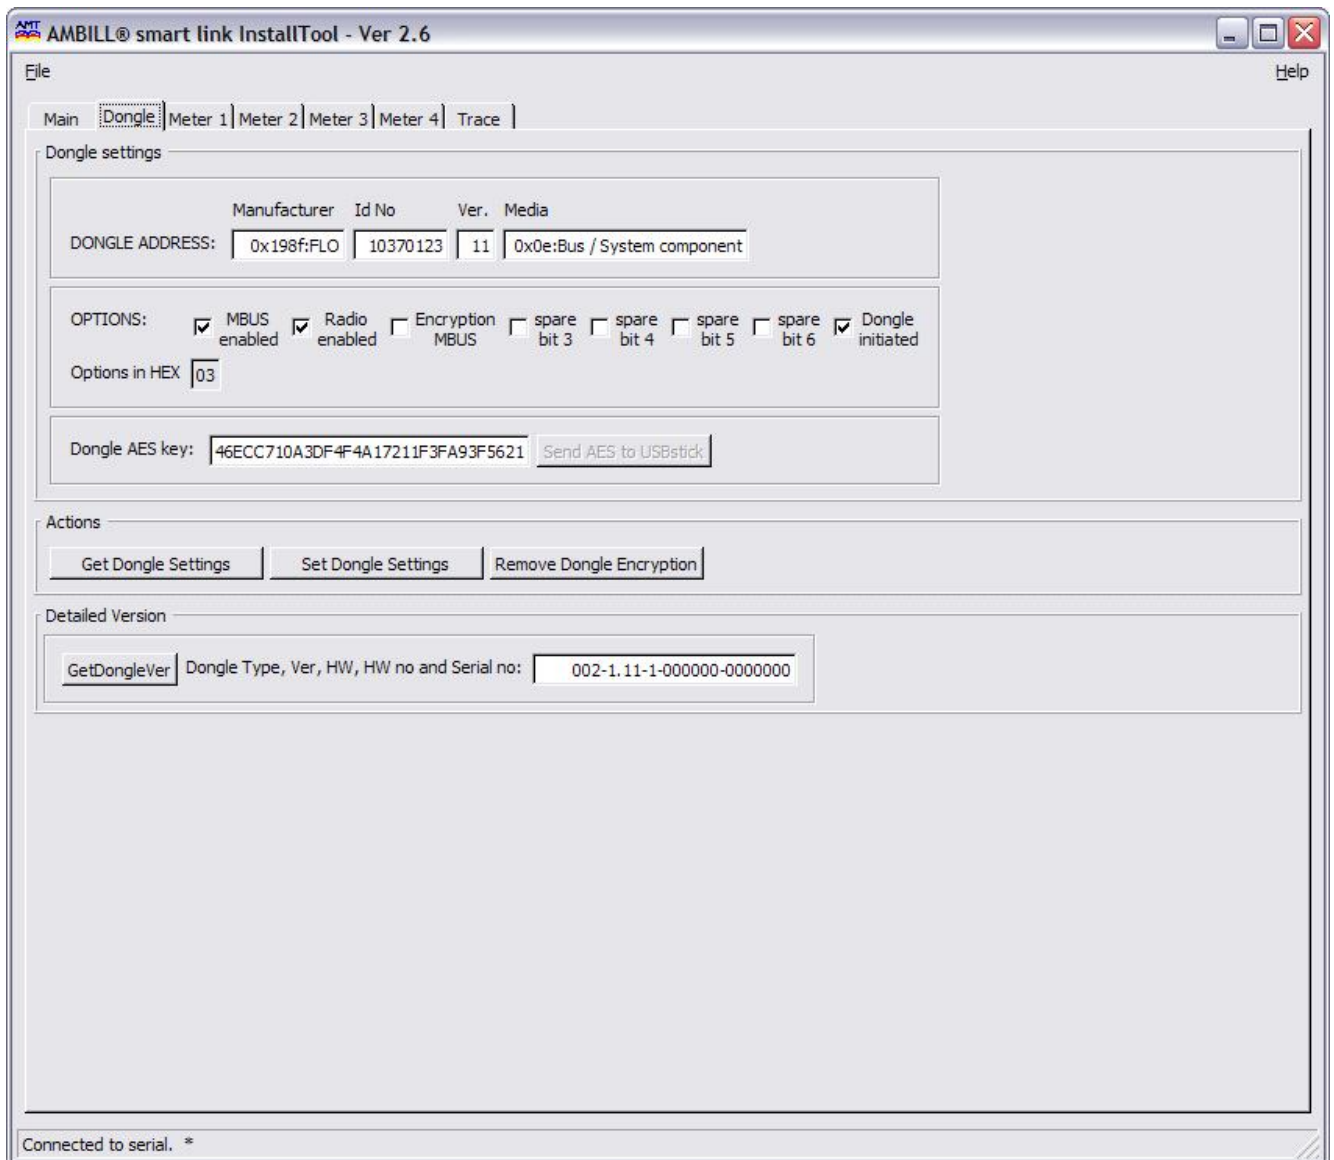 AMT AMBILL® smart link InstallTool - Ver 2.6
File Help
Main Dongle Meter 1 Meter 2 Meter 3 Meter 4 Trace
Dongle settings
Manufacturer Id No Ver. Media
DONGLE ADDRESS: 0x198f:FLO 10370123 11 0x0e:Bus / System component
OPTIONS: MBUS enabled Radio enabled Encryption MBUS spare bit 3 spare bit 4 spare bit 5 spare bit 6 Dongle initiated
Options in HEX 03
Dongle AES key: 46ECC710A3DF4F4A17211F3FA93F5621 Send AES to USBstick
Actions
Get Dongle Settings Set Dongle Settings Remove Dongle Encryption
Detailed Version
GetDongleVer Dongle Type, Ver, HW, HW no and Serial no: 002-1.11-1-000000-0000000
Connected to serial. *